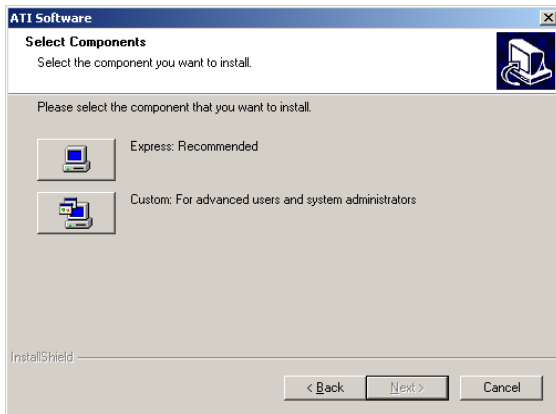 ATI Software
Select Components
Select the component you want to install.
Please select the component that you want to install.
Express: Recommended
Custom: For advanced users and system administrators
InstallShield
< Back
Next >
Cancel